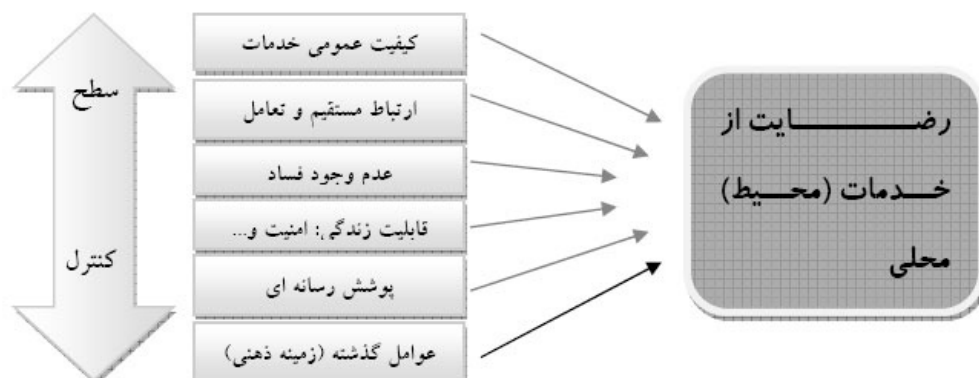 سطح
کنترل
کیفیت عمومی خدمات
ارتباط مستقیم و تعامل
عدم وجود فساد
قابلیت زندگی: امنیت و...
پوشش رسانه ای
عوامل گذشته (زمینه ذهنی)
رضـــــــــایت از
خـــدمات (محـــیط)
محلی